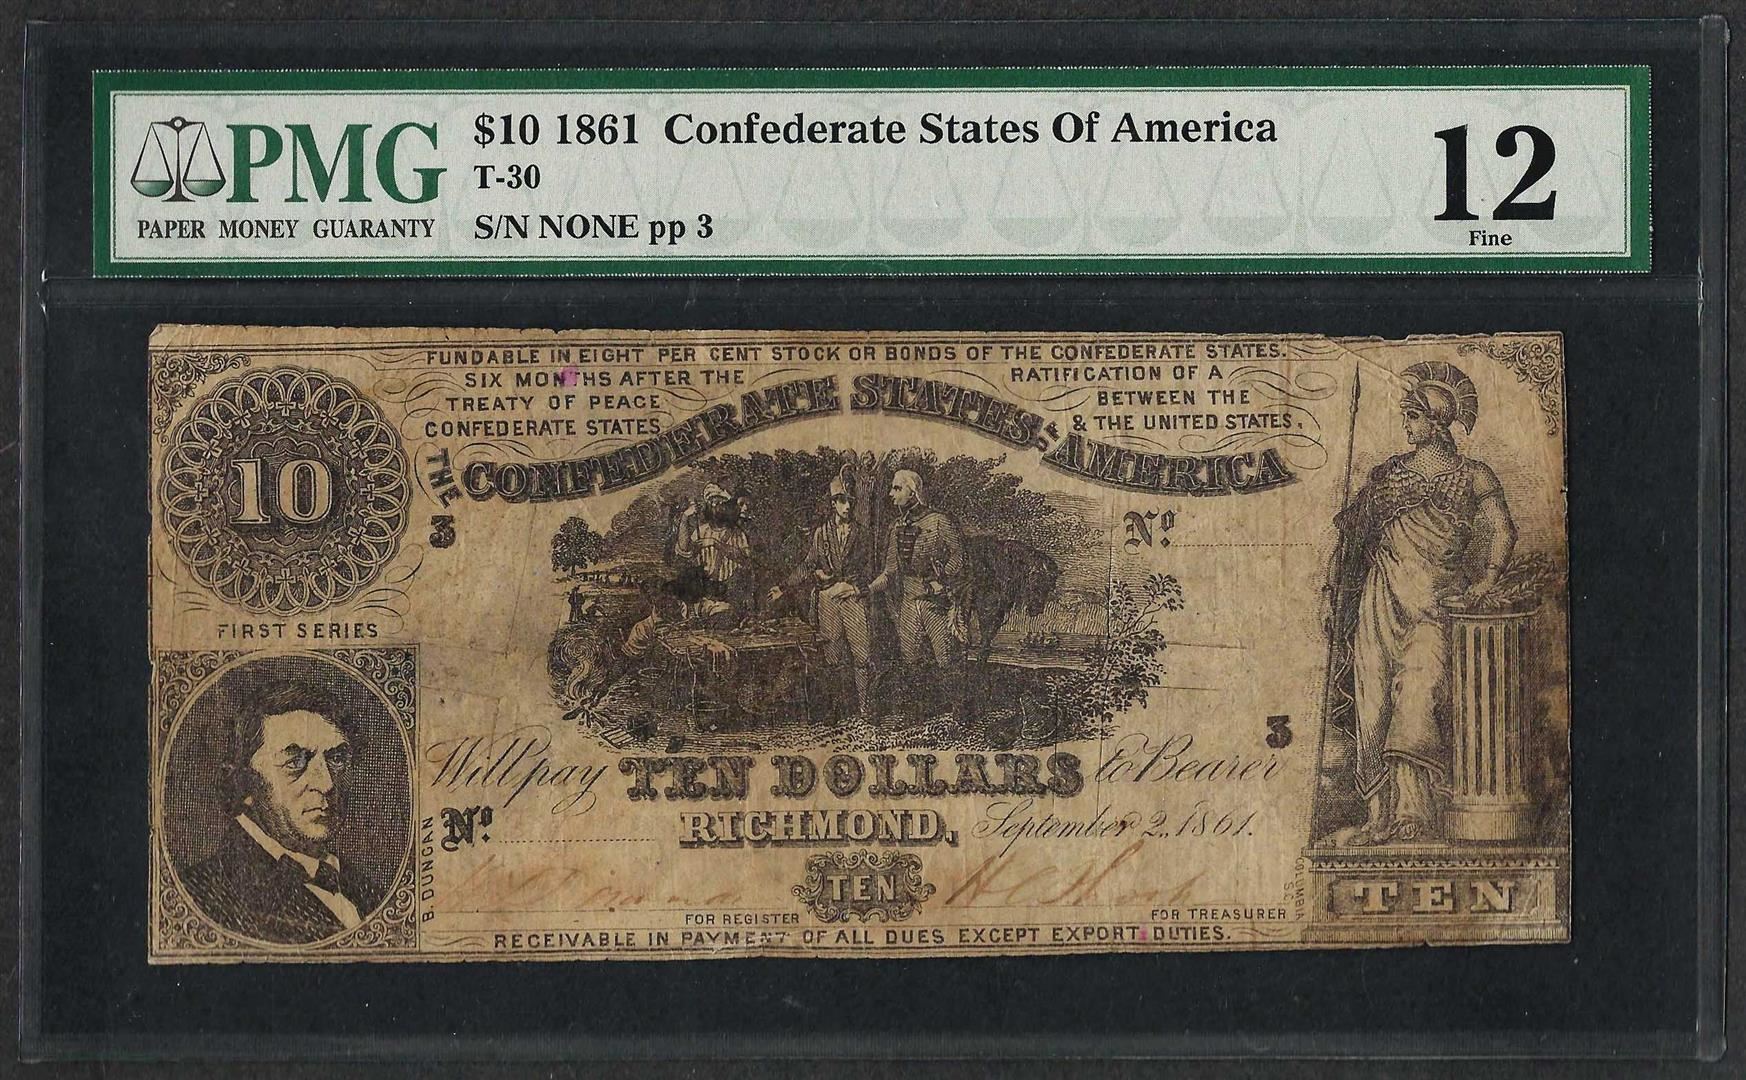 PMG
PAPER MONEY GUARANTY
$10 1861 Confederate States Of America
T-30
S/N NONE pp 3
12
Fine
FUNDABLE IN EIGHT PER CENT STOCK OR BONDS OF THE CONFEDERATE STATES.
SIX MONTHS AFTER THE RATIFICATION OF A
TREATY OF PEACE BETWEEN THE
CONFEDERATE STATES & THE UNITED STATES.
THE CONFEDERATE STATES OF AMERICA
10
3
No.
FIRST SERIES
3
Will pay TEN DOLLARS to Bearer
No.
RICHMOND, September 2, 1861.
B. DUNCAN
COLUMBIA S.C.
TEN
TEN
FOR REGISTER
FOR TREASURER
RECEIVABLE IN PAYMENT OF ALL DUES EXCEPT EXPORT DUTIES.